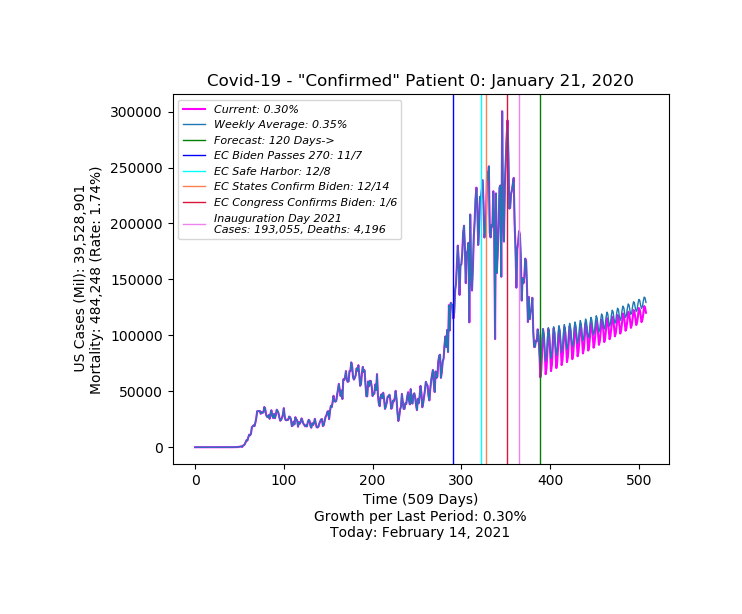 Covid-19 - "Confirmed" Patient 0: January 21, 2020
US Cases (Mil): 39,528,901
Mortality: 484,248 (Rate: 1.74%)
300000
250000
200000
150000
100000
50000
0
Current: 0.30%
Weekly Average: 0.35%
Forecast: 120 Days->
EC Biden Passes 270: 11/7
EC Safe Harbor: 12/8
EC States Confirm Biden: 12/14
EC Congress Confirms Biden: 1/6
Inauguration Day 2021
Cases: 193,055, Deaths: 4,196
0 100 200 300 400 500
Time (509 Days)
Growth per Last Period: 0.30%
Today: February 14, 2021